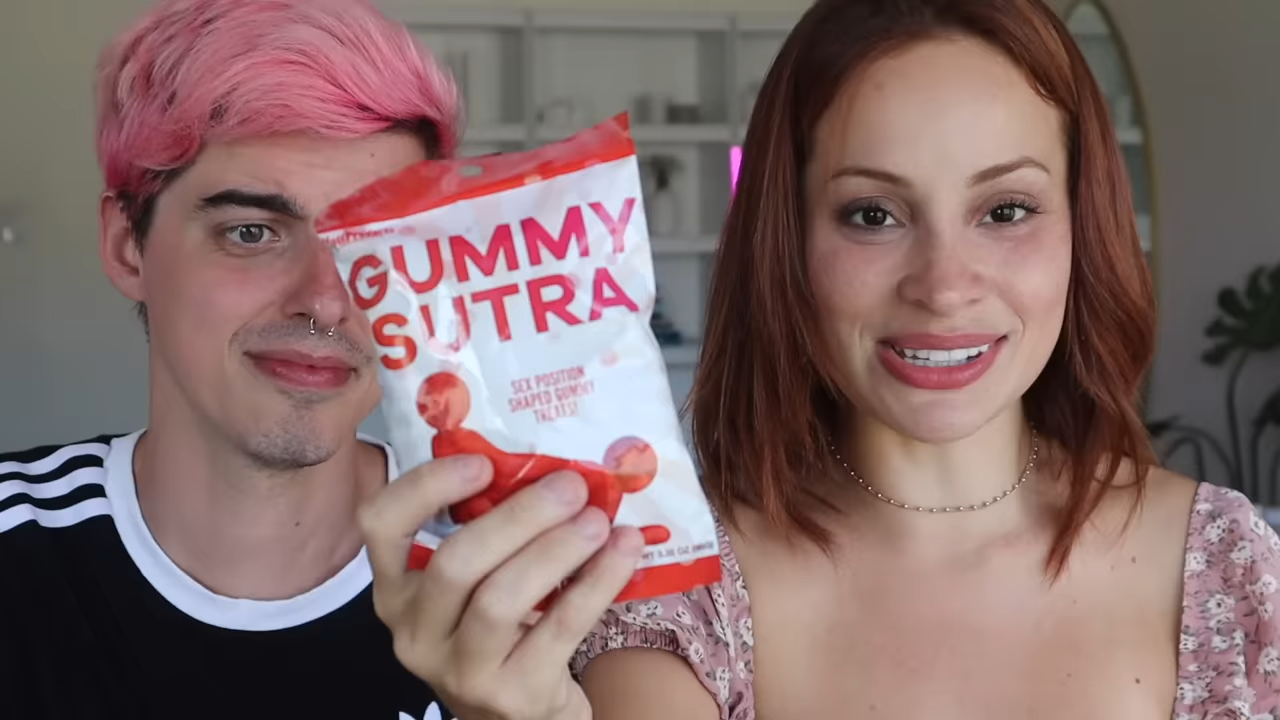 GUMMY
SUTRA
SEX POSITION
SHAPED GUMMY
TREATS!